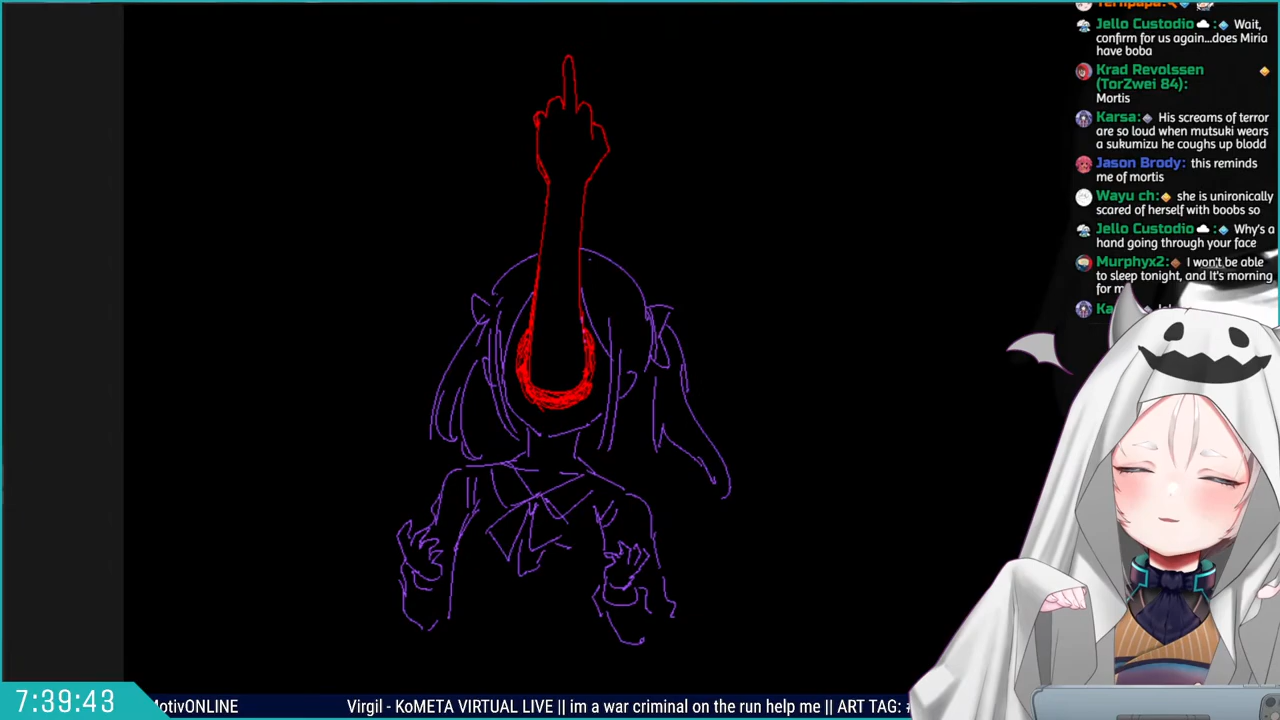 Jello Custodio : Wait,
confirm for us again...does Miria
have boba
Krad Revolssen
(TorZwei 84):
Mortis
Karsa: His screams of terror
are so loud when mutsuki wears
a sukumizu he coughs up blodd
Jason Brody: this reminds
me of mortis
Wayu ch: she is unironically
scared of herself with boobs so
Jello Custodio : Why's a
hand going through your face
Murphyx2: I won't be able
to sleep tonight, and It's morning
for m
Ka
7:39:43
MotivONLINE
Virgil - KoMETA VIRTUAL LIVE || im a war criminal on the run help me || ART TAG: